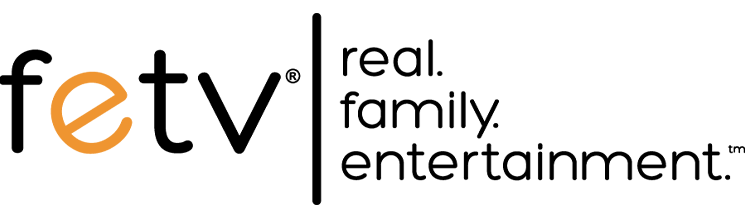 fetv®
real.
family.
entertainment.™